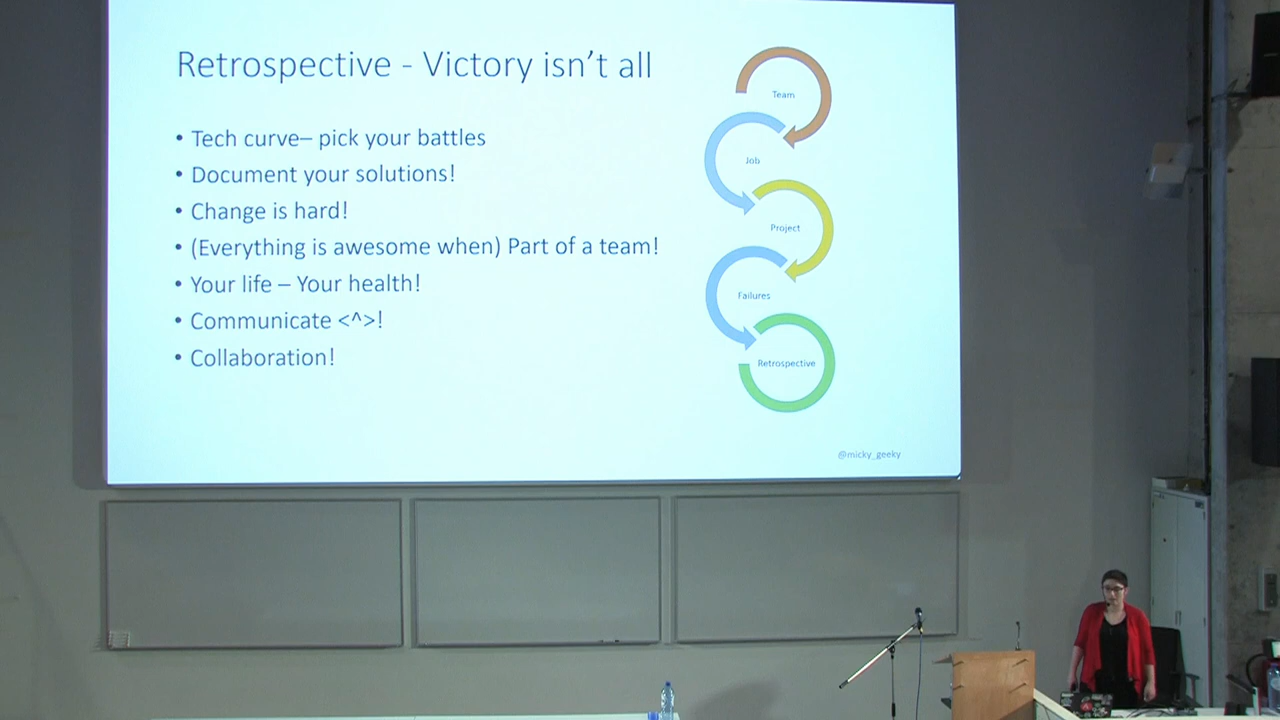 Retrospective - Victory isn't all
• Tech curve– pick your battles
• Document your solutions!
• Change is hard!
• (Everything is awesome when) Part of a team!
• Your life – Your health!
• Communicate <^>!
• Collaboration!
Team
Job
Project
Failures
Retrospective
@micky_geeky